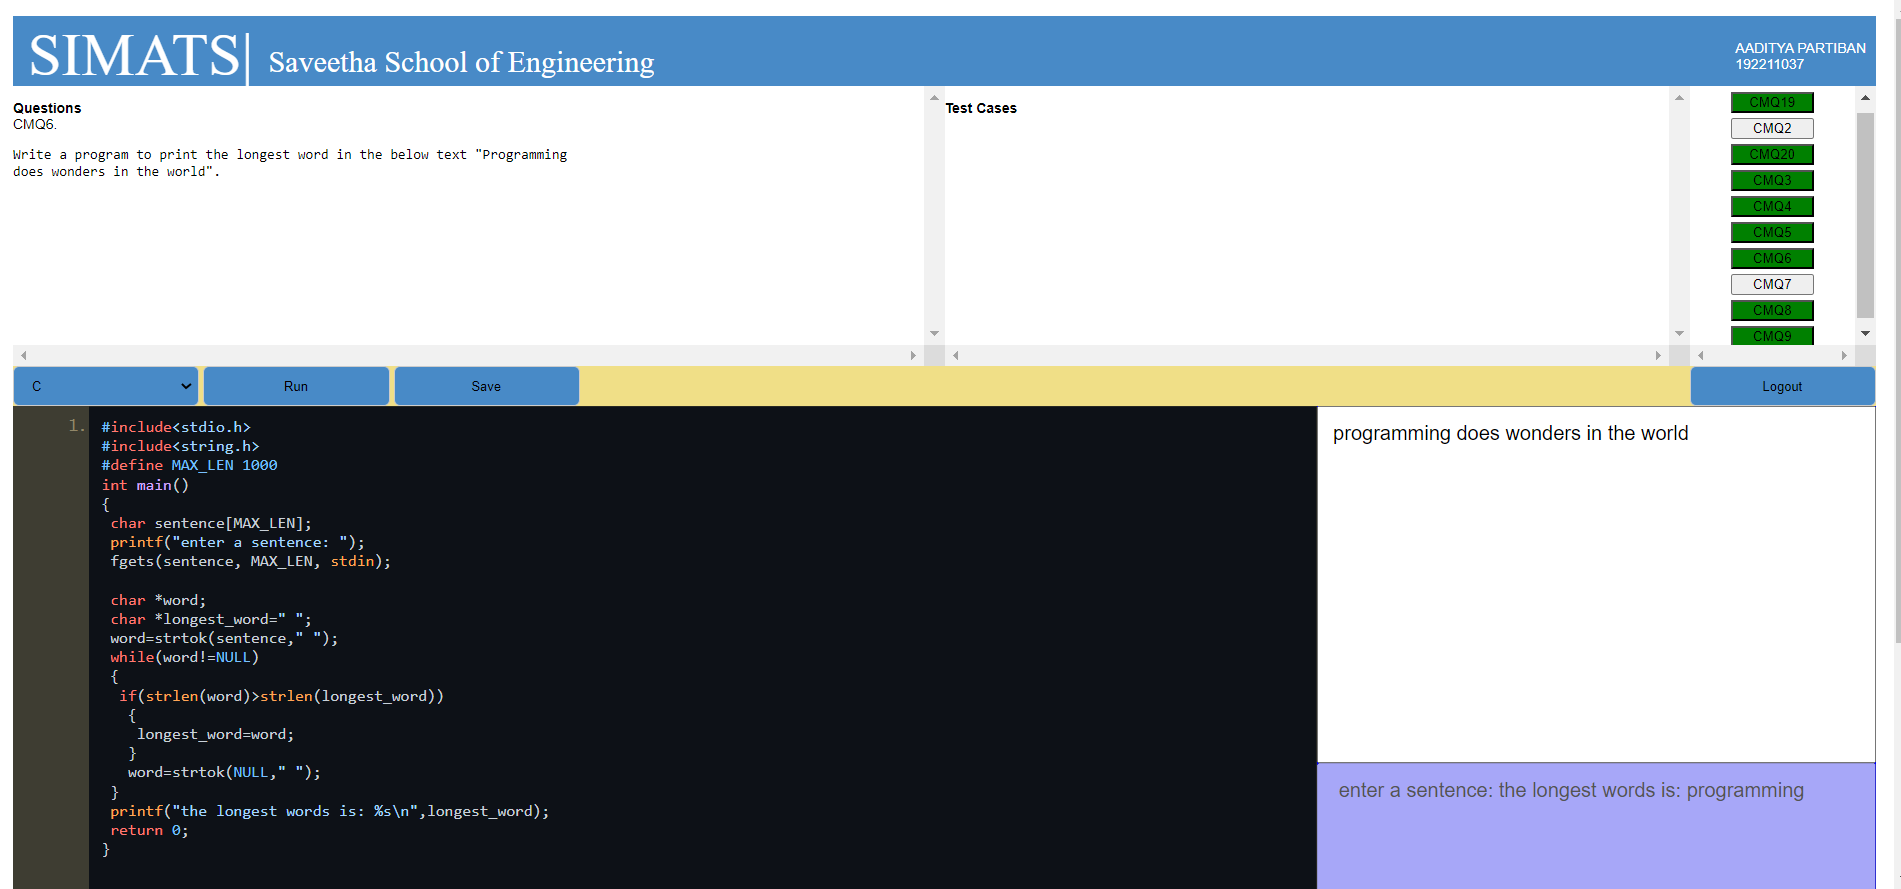 SIMATS| Saveetha School of Engineering
AADITYA PARTIBAN
192211037
Questions
CMQ6.
Write a program to print the longest word in the below text "Programming
does wonders in the world".
Test Cases
CMQ19
CMQ2
CMQ20
CMQ3
CMQ4
CMQ5
CMQ6
CMQ7
CMQ8
CMQ9
C
Run
Save
Logout
1.
#include<stdio.h>
#include<string.h>
#define MAX_LEN 1000
int main()
{
 char sentence[MAX_LEN];
 printf("enter a sentence: ");
 fgets(sentence, MAX_LEN, stdin);

 char *word;
 char *longest_word=" ";
 word=strtok(sentence," ");
 while(word!=NULL)
 {
  if(strlen(word)>strlen(longest_word))
   {
    longest_word=word;
   }
   word=strtok(NULL," ");
 }
 printf("the longest words is: %s\n",longest_word);
 return 0;
}
programming does wonders in the world
enter a sentence: the longest words is: programming